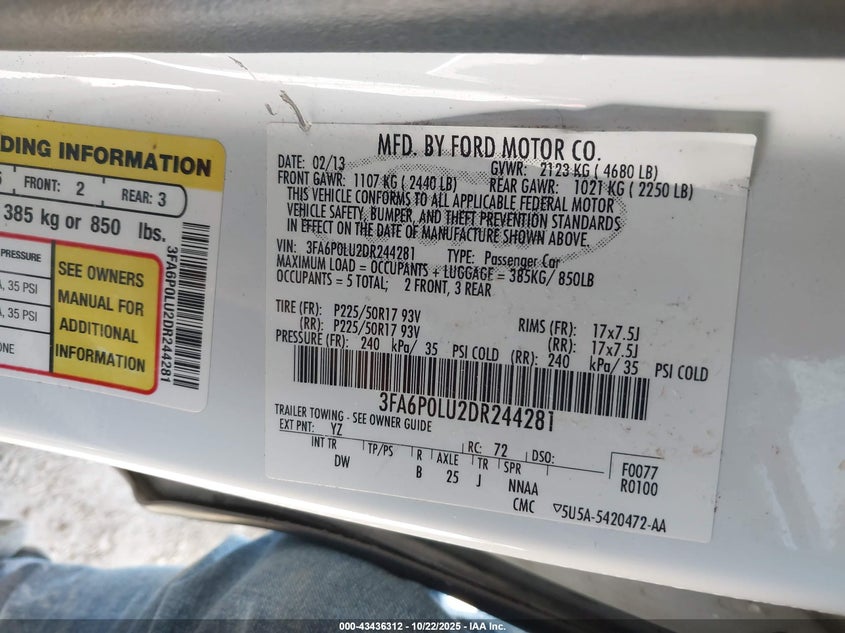 DING INFORMATION
FRONT: 2 REAR: 3
385 kg or 850 lbs.
PRESSURE
35 PSI
35 PSI
SEE OWNERS
MANUAL FOR
ADDITIONAL
INFORMATION
3FA6P0LU2DR244281
MFD. BY FORD MOTOR CO.
DATE: 02/13 GVWR: 2123 KG ( 4680 LB)
FRONT GAWR: 1107 KG ( 2440 LB) REAR GAWR: 1021 KG ( 2250 LB)
THIS VEHICLE CONFORMS TO ALL APPLICABLE FEDERAL MOTOR
VEHICLE SAFETY, BUMPER, AND THEFT PREVENTION STANDARDS
IN EFFECT ON THE DATE OF MANUFACTURE SHOWN ABOVE.
VIN: 3FA6P0LU2DR244281 TYPE: Passenger Car
MAXIMUM LOAD = OCCUPANTS + LUGGAGE = 385KG/850LB
OCCUPANTS = 5 TOTAL; 2 FRONT, 3 REAR
TIRE (FR): P225/50R17 93V RIMS (FR): 17x7.5J
(RR): P225/50R17 93V (RR): 17x7.5J
PRESSURE (FR): 240 kPa/ 35 PSI COLD (RR): 240 kPa/35 PSI COLD
3FA6P0LU2DR244281
TRAILER TOWING - SEE OWNER GUIDE
EXT PNT: YZ RC: 72 DSO:
INT TR TP/PS R AXLE TR SPR
DW B 25 J NNAA
F0077
R0100
CMC ▽5U5A-5420472-AA
000-43436312 - 10/22/2025 - IAA Inc.